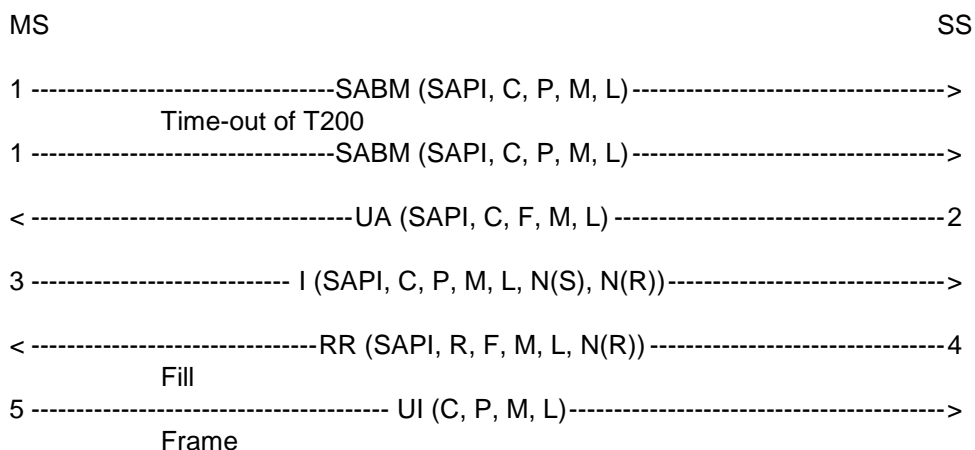 MS SS
1 ----------------------------------SABM (SAPI, C, P, M, L)-----------------------------------> 
Time-out of T200
1 ----------------------------------SABM (SAPI, C, P, M, L)----------------------------------->
< ------------------------------------UA (SAPI, C, F, M, L) -------------------------------------2
3 ----------------------------- I (SAPI, C, P, M, L, N(S), N(R))------------------------------->
< --------------------------------RR (SAPI, R, F, M, L, N(R)) ---------------------------------4
Fill
5 ---------------------------------------- UI (C, P, M, L)------------------------------------------>
Frame